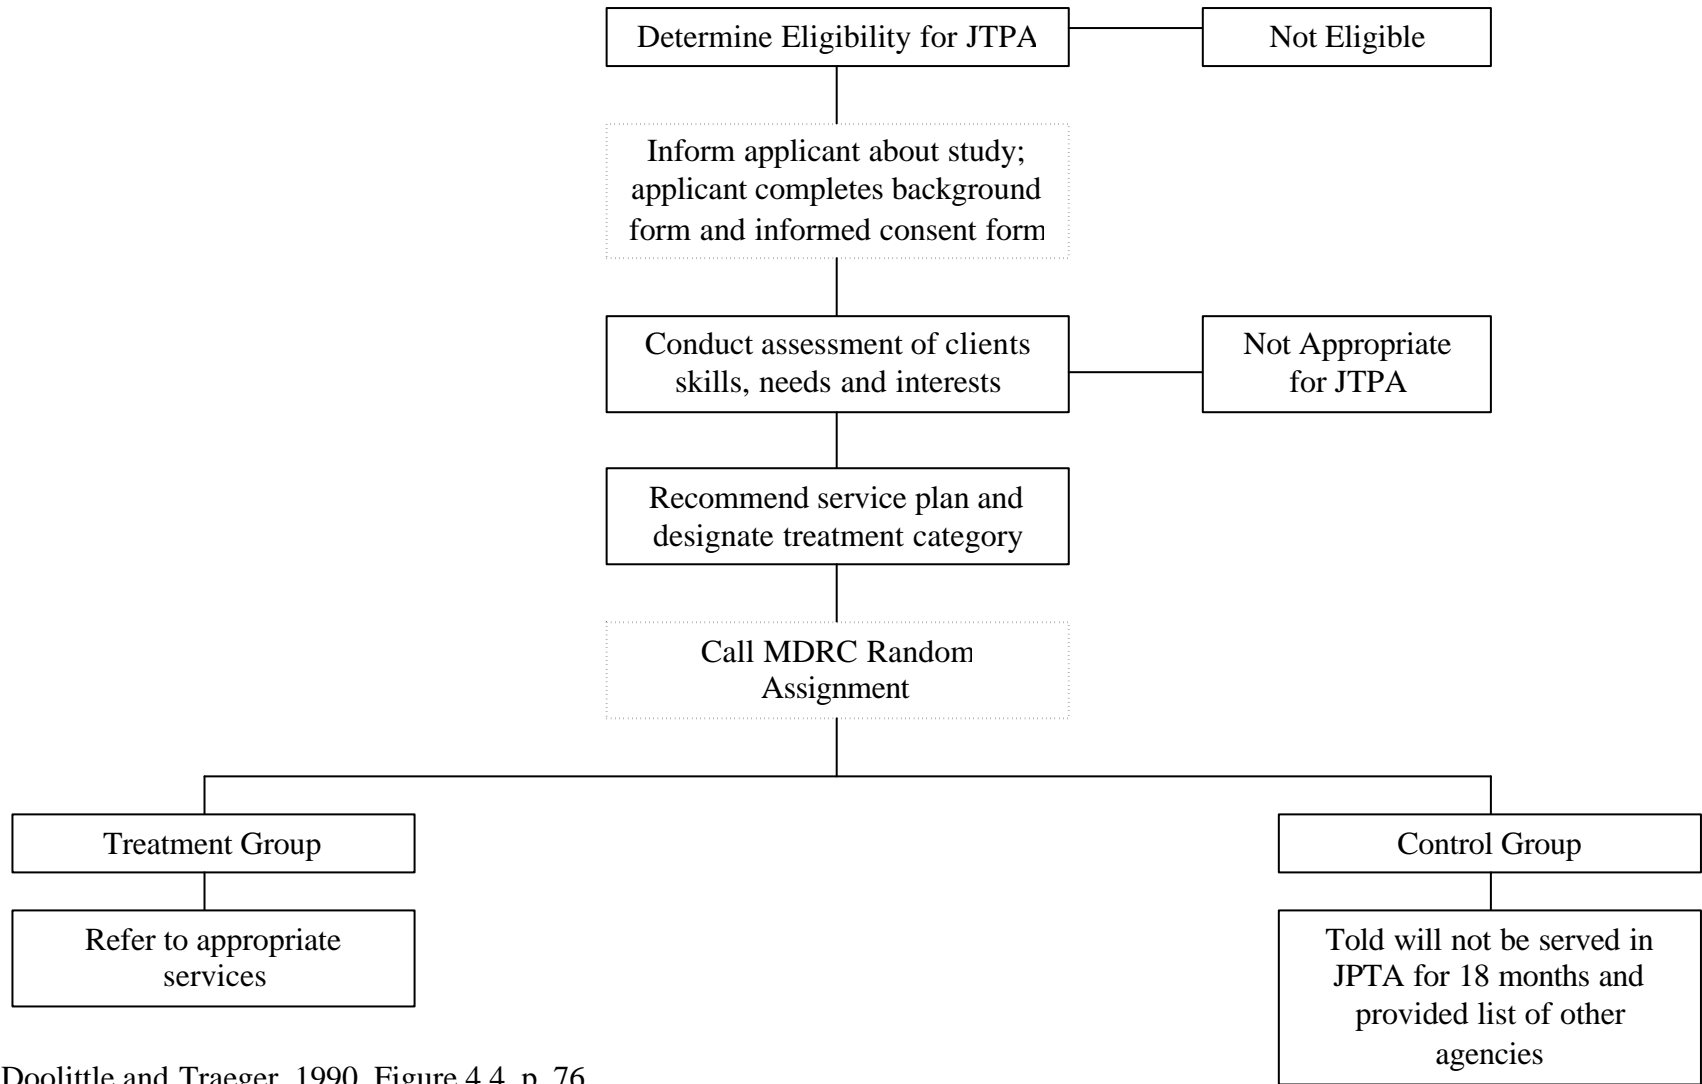 Determine Eligibility for JTPA
Not Eligible
Inform applicant about study;
applicant completes background
form and informed consent form
Conduct assessment of clients
skills, needs and interests
Not Appropriate
for JTPA
Recommend service plan and
designate treatment category
Call MDRC Random
Assignment
Treatment Group
Control Group
Refer to appropriate
services
Told will not be served in
JPTA for 18 months and
provided list of other
agencies
Doolittle and Traeger, 1990, Figure 4.4, p. 76